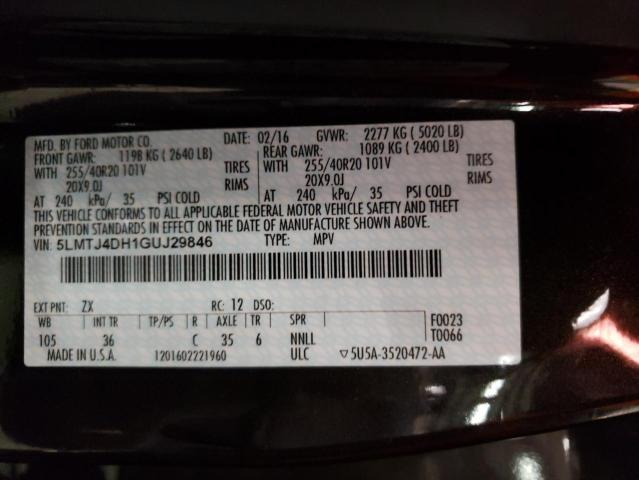 MFD. BY FORD MOTOR CO. DATE: 02/16 GVWR: 2277 KG ( 5020 LB)
FRONT GAWR: 1198 KG ( 2640 LB) REAR GAWR: 1089 KG ( 2400 LB)
WITH 255/40R20 101V TIRES WITH 255/40R20 101V TIRES
20X9.0J RIMS 20X9.0J RIMS
AT 240 kPa/ 35 PSI COLD AT 240 kPa/ 35 PSI COLD
THIS VEHICLE CONFORMS TO ALL APPLICABLE FEDERAL MOTOR VEHICLE SAFETY AND THEFT
PREVENTION STANDARDS IN EFFECT ON THE DATE OF MANUFACTURE SHOWN ABOVE.
VIN: 5LMTJ4DH1GUJ29846 TYPE: MPV
EXT PNT: ZX RC: 12 DSO:
WB INT TR TP/PS R AXLE TR SPR F0023
105 36 C 35 6 NNLL T0066
MADE IN U.S.A. 1201602221960 ULC ▽5U5A-3520472-AA